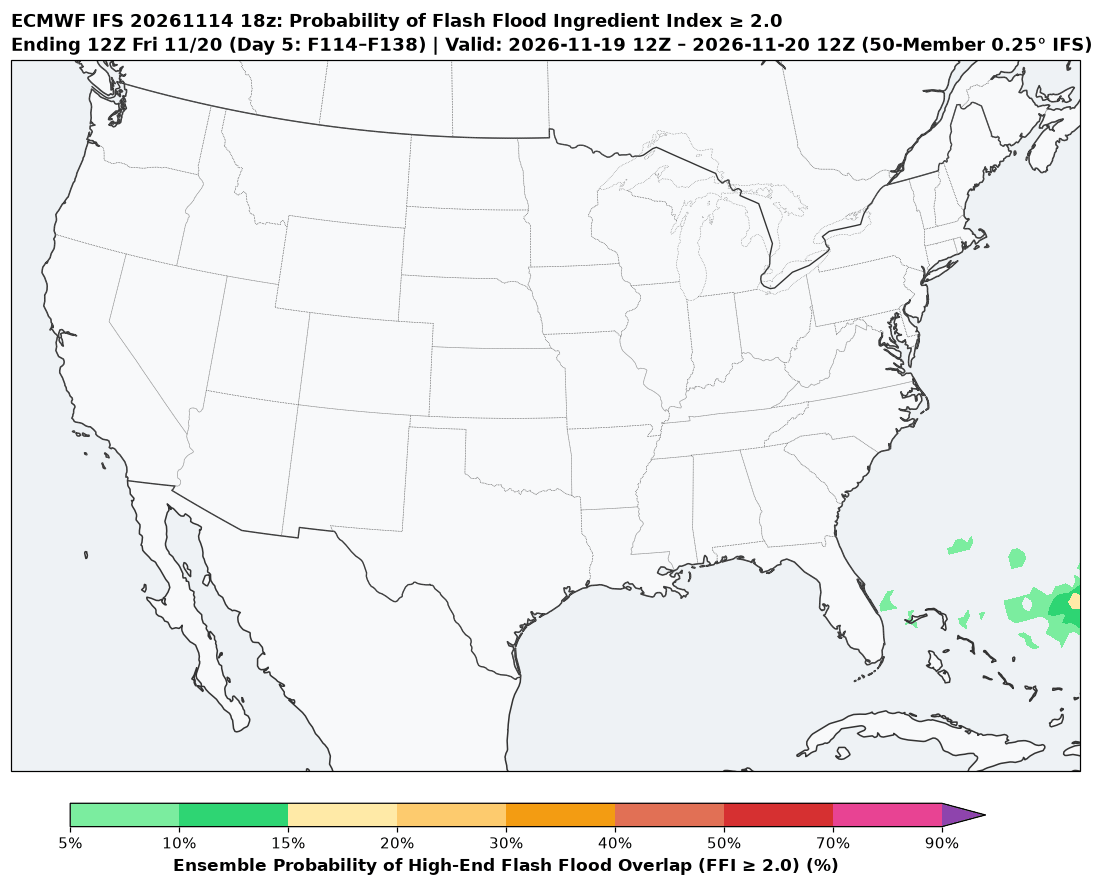 ECMWF IFS 20261114 18z: Probability of Flash Flood Ingredient Index ≥ 2.0
Ending 12Z Fri 11/20 (Day 5: F114–F138) | Valid: 2026-11-19 12Z – 2026-11-20 12Z (50-Member 0.25° IFS)
5% 10% 15% 20% 30% 40% 50% 70% 90%
Ensemble Probability of High-End Flash Flood Overlap (FFI ≥ 2.0) (%)